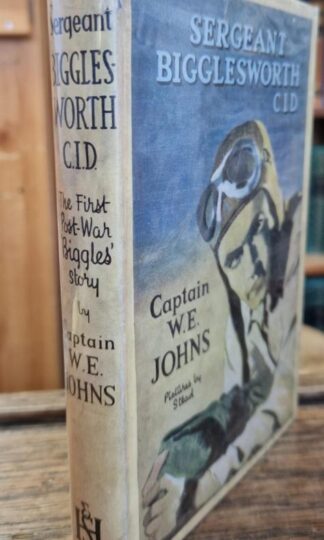 Sergeant
BIGGLES-
WORTH
C.I.D.
The First
Post-War
Biggles'
Story
by
Captain
W.E.
JOHNS
SERGEANT
BIGGLESWORTH
CID
Captain
W.E.
JOHNS
Pictures by
Stead